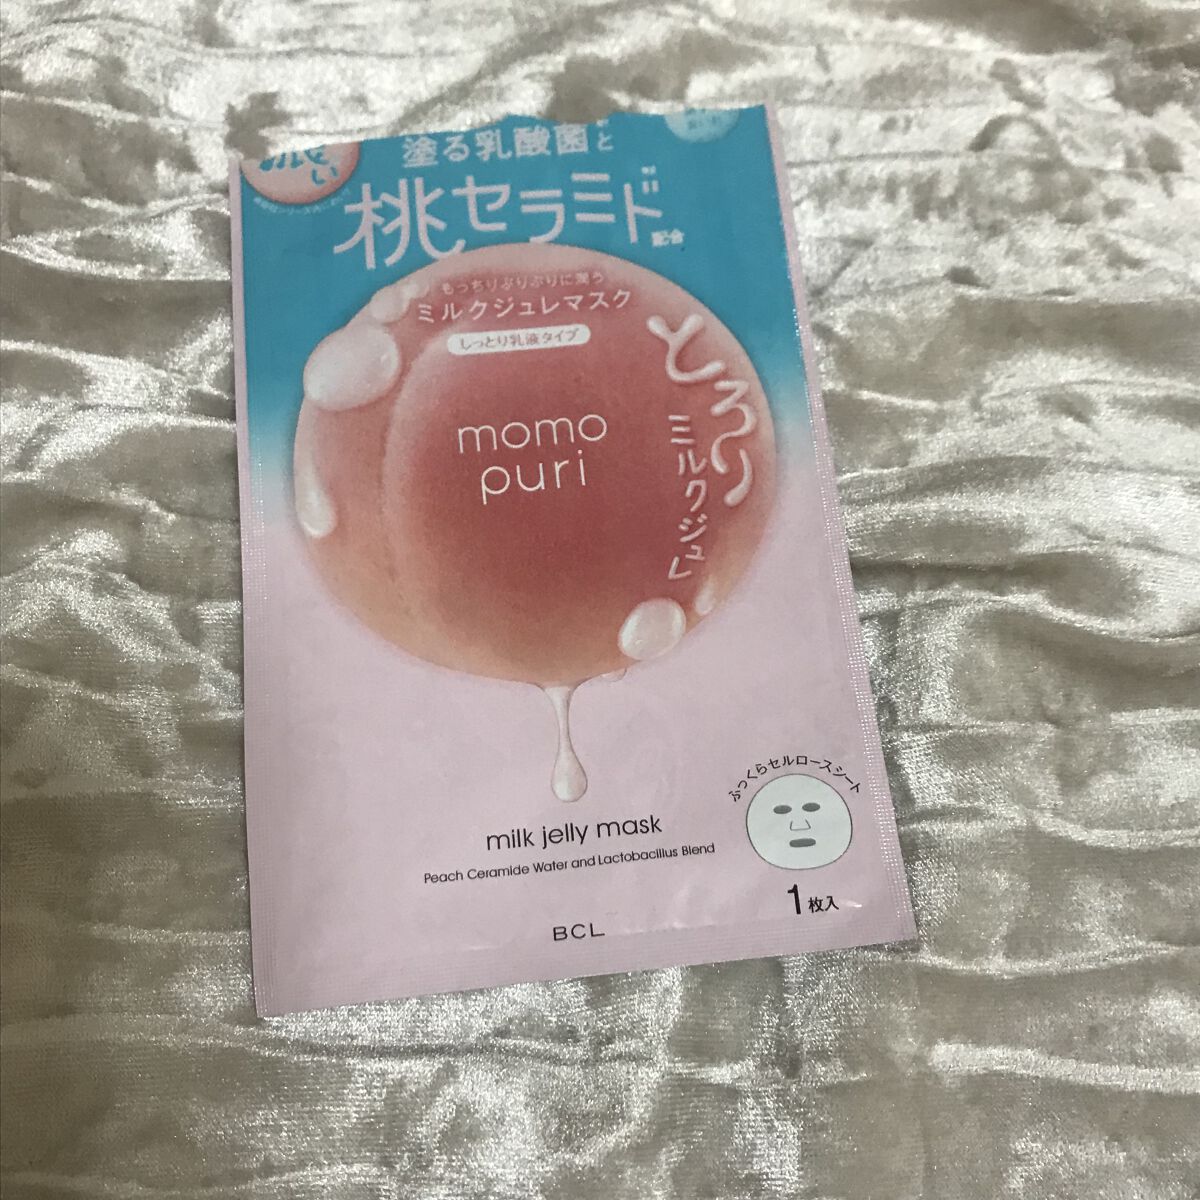 塗る乳酸菌と
桃セラミド
配合
もっちりぷりぷりに潤う
ミルクジュレマスク
しっとり乳液タイプ
とろ〜り
ミルクジュレ
momo
puri
ふっくらセルロースシート
milk jelly mask
Peach Ceramide Water and Lactobacillus Blend
1枚入
BCL